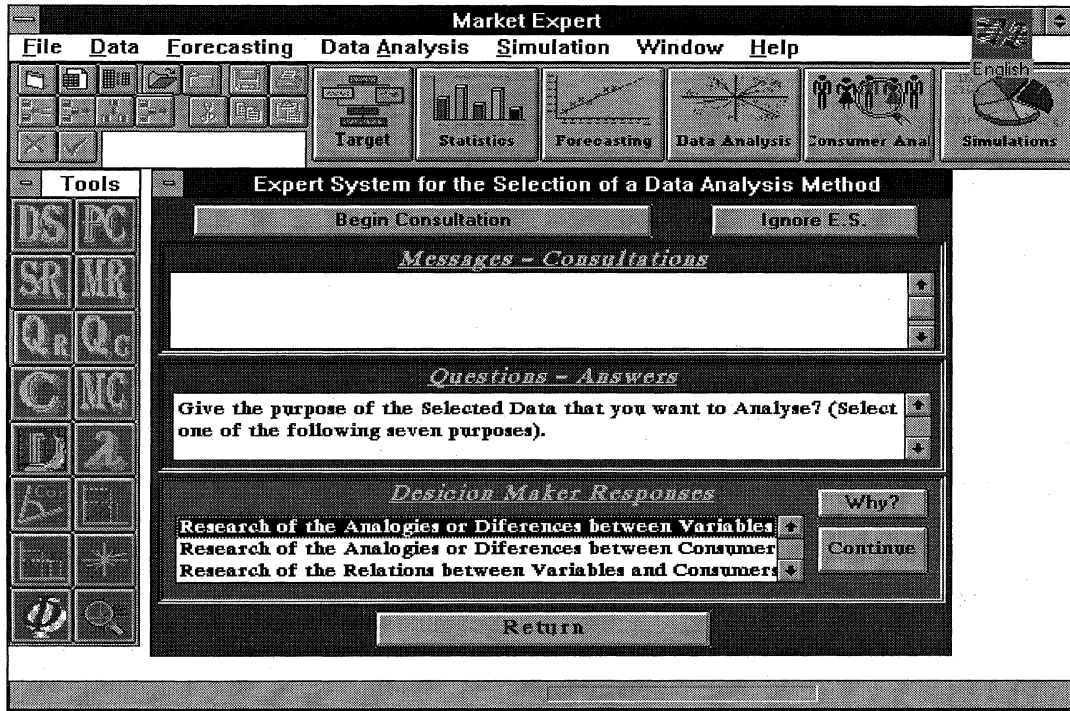 Market Expert
File Data Forecasting Data Analysis Simulation Window Help
English
Target Statistics Forecasting Data Analysis Consumer Anal Simulations
Tools
Expert System for the Selection of a Data Analysis Method
Begin Consultation Ignore E.S.
DS PC
SR MR
QR QG
C MC
D λ
Cor
Φ
Messages - Consultations
Questions - Answers
Give the purpose of the Selected Data that you want to Analyse? (Select
one of the following seven purposes).
Desicion Maker Responses
Why?
Research of the Analogies or Diferences between Variables
Research of the Analogies or Diferences between Consumer
Research of the Relations between Variables and Consumers
Continue
Return